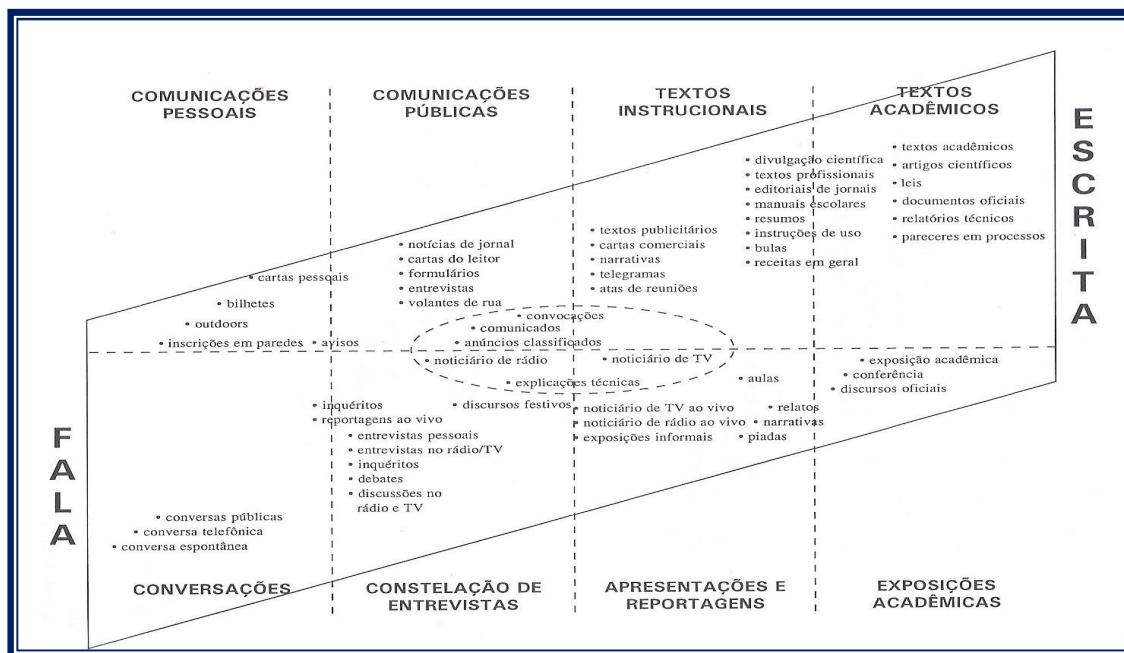 COMUNICAÇÕES
PESSOAIS
COMUNICAÇÕES
PÚBLICAS
TEXTOS
INSTRUCIONAIS
TEXTOS
ACADÊMICOS
ESCRITA
• cartas pessoais
• bilhetes
• outdoors
• inscrições em paredes
• avisos
• notícias de jornal
• cartas do leitor
• formulários
• entrevistas
• volantes de rua
• convocações
• comunicados
• anúncios classificados
• noticiário de rádio
• noticiário de TV
• explicações técnicas
• textos publicitários
• cartas comerciais
• narrativas
• telegramas
• atas de reuniões
• divulgação científica
• textos profissionais
• editoriais de jornais
• manuais escolares
• resumos
• instruções de uso
• bulas
• receitas em geral
• textos acadêmicos
• artigos científicos
• leis
• documentos oficiais
• relatórios técnicos
• pareceres em processos
FALA
• conversas públicas
• conversa telefônica
• conversa espontânea
• inquéritos
• reportagens ao vivo
• entrevistas pessoais
• entrevistas no rádio/TV
• inquéritos
• debates
• discussões no
rádio e TV
• discursos festivos
• noticiário de TV ao vivo
• noticiário de rádio ao vivo
• exposições informais
• aulas
• relatos
• narrativas
• piadas
• exposição acadêmica
• conferência
• discursos oficiais
CONVERSAÇÕES
CONSTELAÇÃO DE
ENTREVISTAS
APRESENTAÇÕES E
REPORTAGENS
EXPOSIÇÕES
ACADÊMICAS